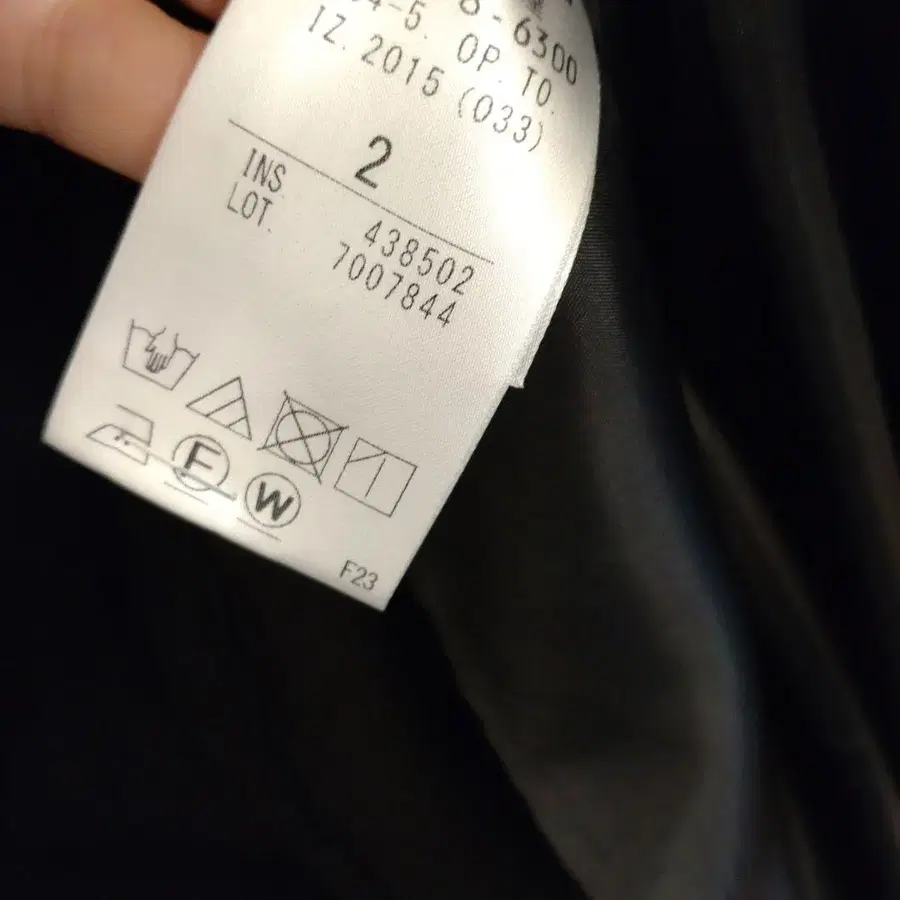 8-6300
4-5. OP. TO.
IZ. 2015 (033)
2
INS. 438502
LOT. 7007844
F
W
F23